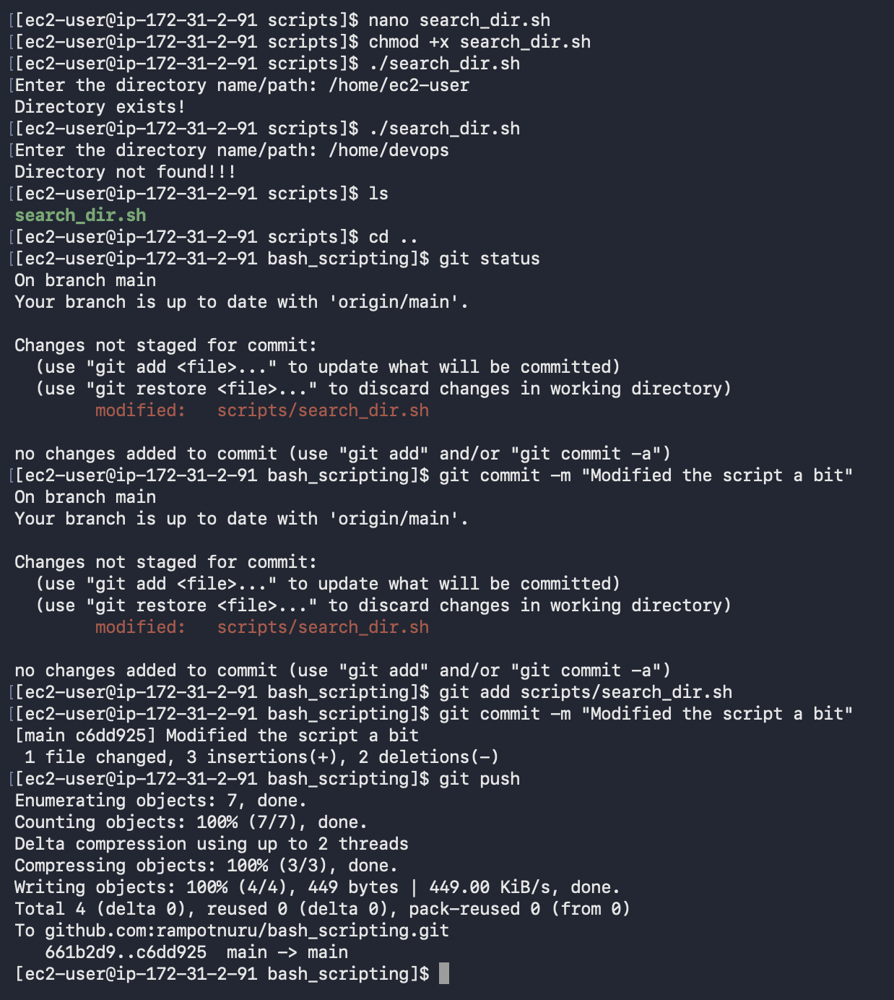 [[ec2-user@ip-172-31-2-91 scripts]$ nano search_dir.sh
[[ec2-user@ip-172-31-2-91 scripts]$ chmod +x search_dir.sh
[[ec2-user@ip-172-31-2-91 scripts]$ ./search_dir.sh
[Enter the directory name/path: /home/ec2-user
Directory exists!
[[ec2-user@ip-172-31-2-91 scripts]$ ./search_dir.sh
[Enter the directory name/path: /home/devops
Directory not found!!!
[[ec2-user@ip-172-31-2-91 scripts]$ ls
search_dir.sh
[[ec2-user@ip-172-31-2-91 scripts]$ cd ..
[[ec2-user@ip-172-31-2-91 bash_scripting]$ git status
On branch main
Your branch is up to date with 'origin/main'.

Changes not staged for commit:
  (use "git add <file>..." to update what will be committed)
  (use "git restore <file>..." to discard changes in working directory)
        modified:   scripts/search_dir.sh

no changes added to commit (use "git add" and/or "git commit -a")
[[ec2-user@ip-172-31-2-91 bash_scripting]$ git commit -m "Modified the script a bit"
On branch main
Your branch is up to date with 'origin/main'.

Changes not staged for commit:
  (use "git add <file>..." to update what will be committed)
  (use "git restore <file>..." to discard changes in working directory)
        modified:   scripts/search_dir.sh

no changes added to commit (use "git add" and/or "git commit -a")
[[ec2-user@ip-172-31-2-91 bash_scripting]$ git add scripts/search_dir.sh
[[ec2-user@ip-172-31-2-91 bash_scripting]$ git commit -m "Modified the script a bit"
[main c6dd925] Modified the script a bit
 1 file changed, 3 insertions(+), 2 deletions(-)
[[ec2-user@ip-172-31-2-91 bash_scripting]$ git push
Enumerating objects: 7, done.
Counting objects: 100% (7/7), done.
Delta compression using up to 2 threads
Compressing objects: 100% (3/3), done.
Writing objects: 100% (4/4), 449 bytes | 449.00 KiB/s, done.
Total 4 (delta 0), reused 0 (delta 0), pack-reused 0 (from 0)
To github.com:rampotnuru/bash_scripting.git
   661b2d9..c6dd925  main -> main
[ec2-user@ip-172-31-2-91 bash_scripting]$